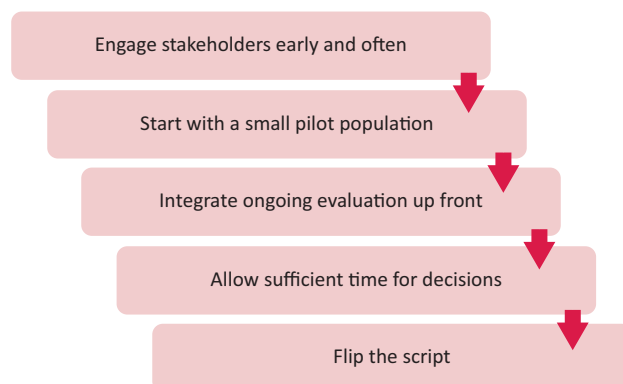 Engage stakeholders early and often
Start with a small pilot population
Integrate ongoing evaluation up front
Allow sufficient time for decisions
Flip the script